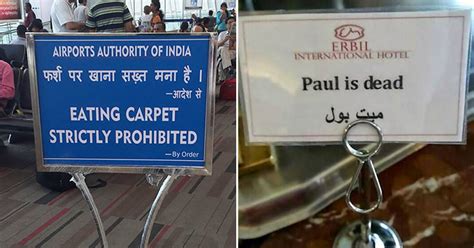 AIRPORTS AUTHORITY OF INDIA
फर्श पर खाना सख़्त मना है ।
—आदेश से
EATING CARPET
STRICTLY PROHIBITED
—By Order
ERBIL
INTERNATIONAL HOTEL
Paul is dead
ميت بول